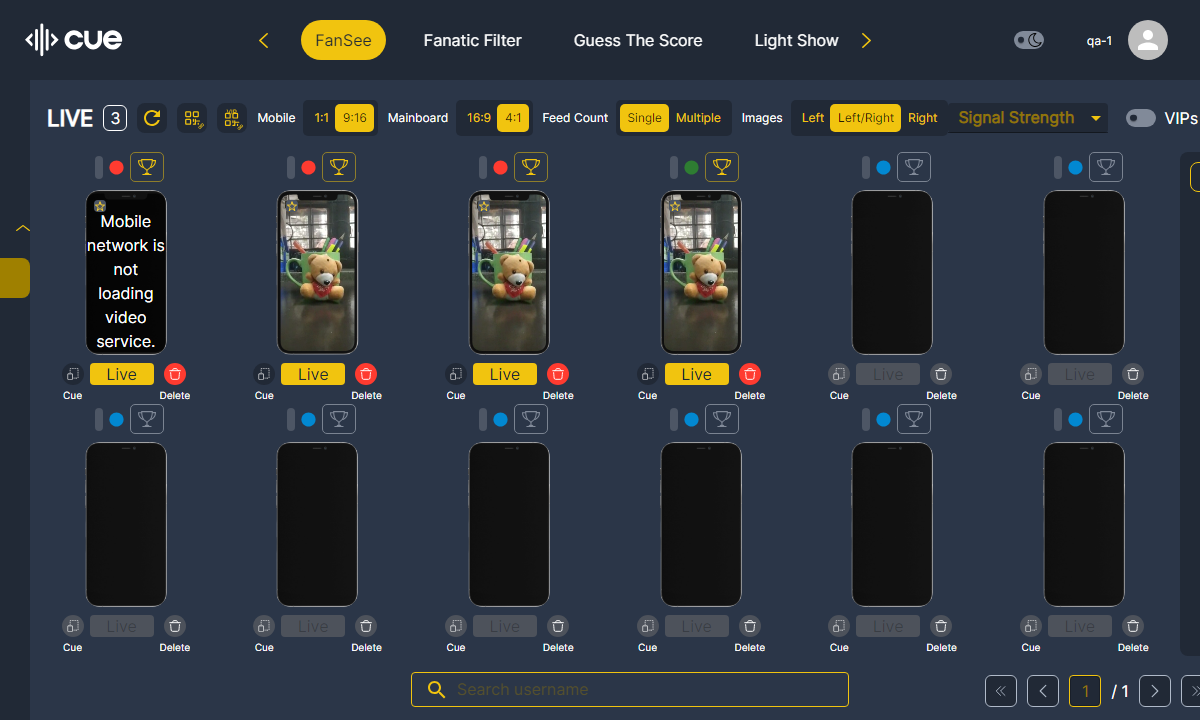 cue
FanSee
Fanatic Filter
Guess The Score
Light Show
qa-1
LIVE 3
Mobile 1:1 9:16
Mainboard 16:9 4:1
Feed Count Single Multiple
Images Left Left/Right Right
Signal Strength
VIPs
Mobile
network is
not
loading
video
service.
Live Live Live Live Live Live
Cue Delete Cue Delete Cue Delete Cue Delete Cue Delete Cue Delete
Live Live Live Live Live Live
Cue Delete Cue Delete Cue Delete Cue Delete Cue Delete Cue Delete
Search username
1 / 1